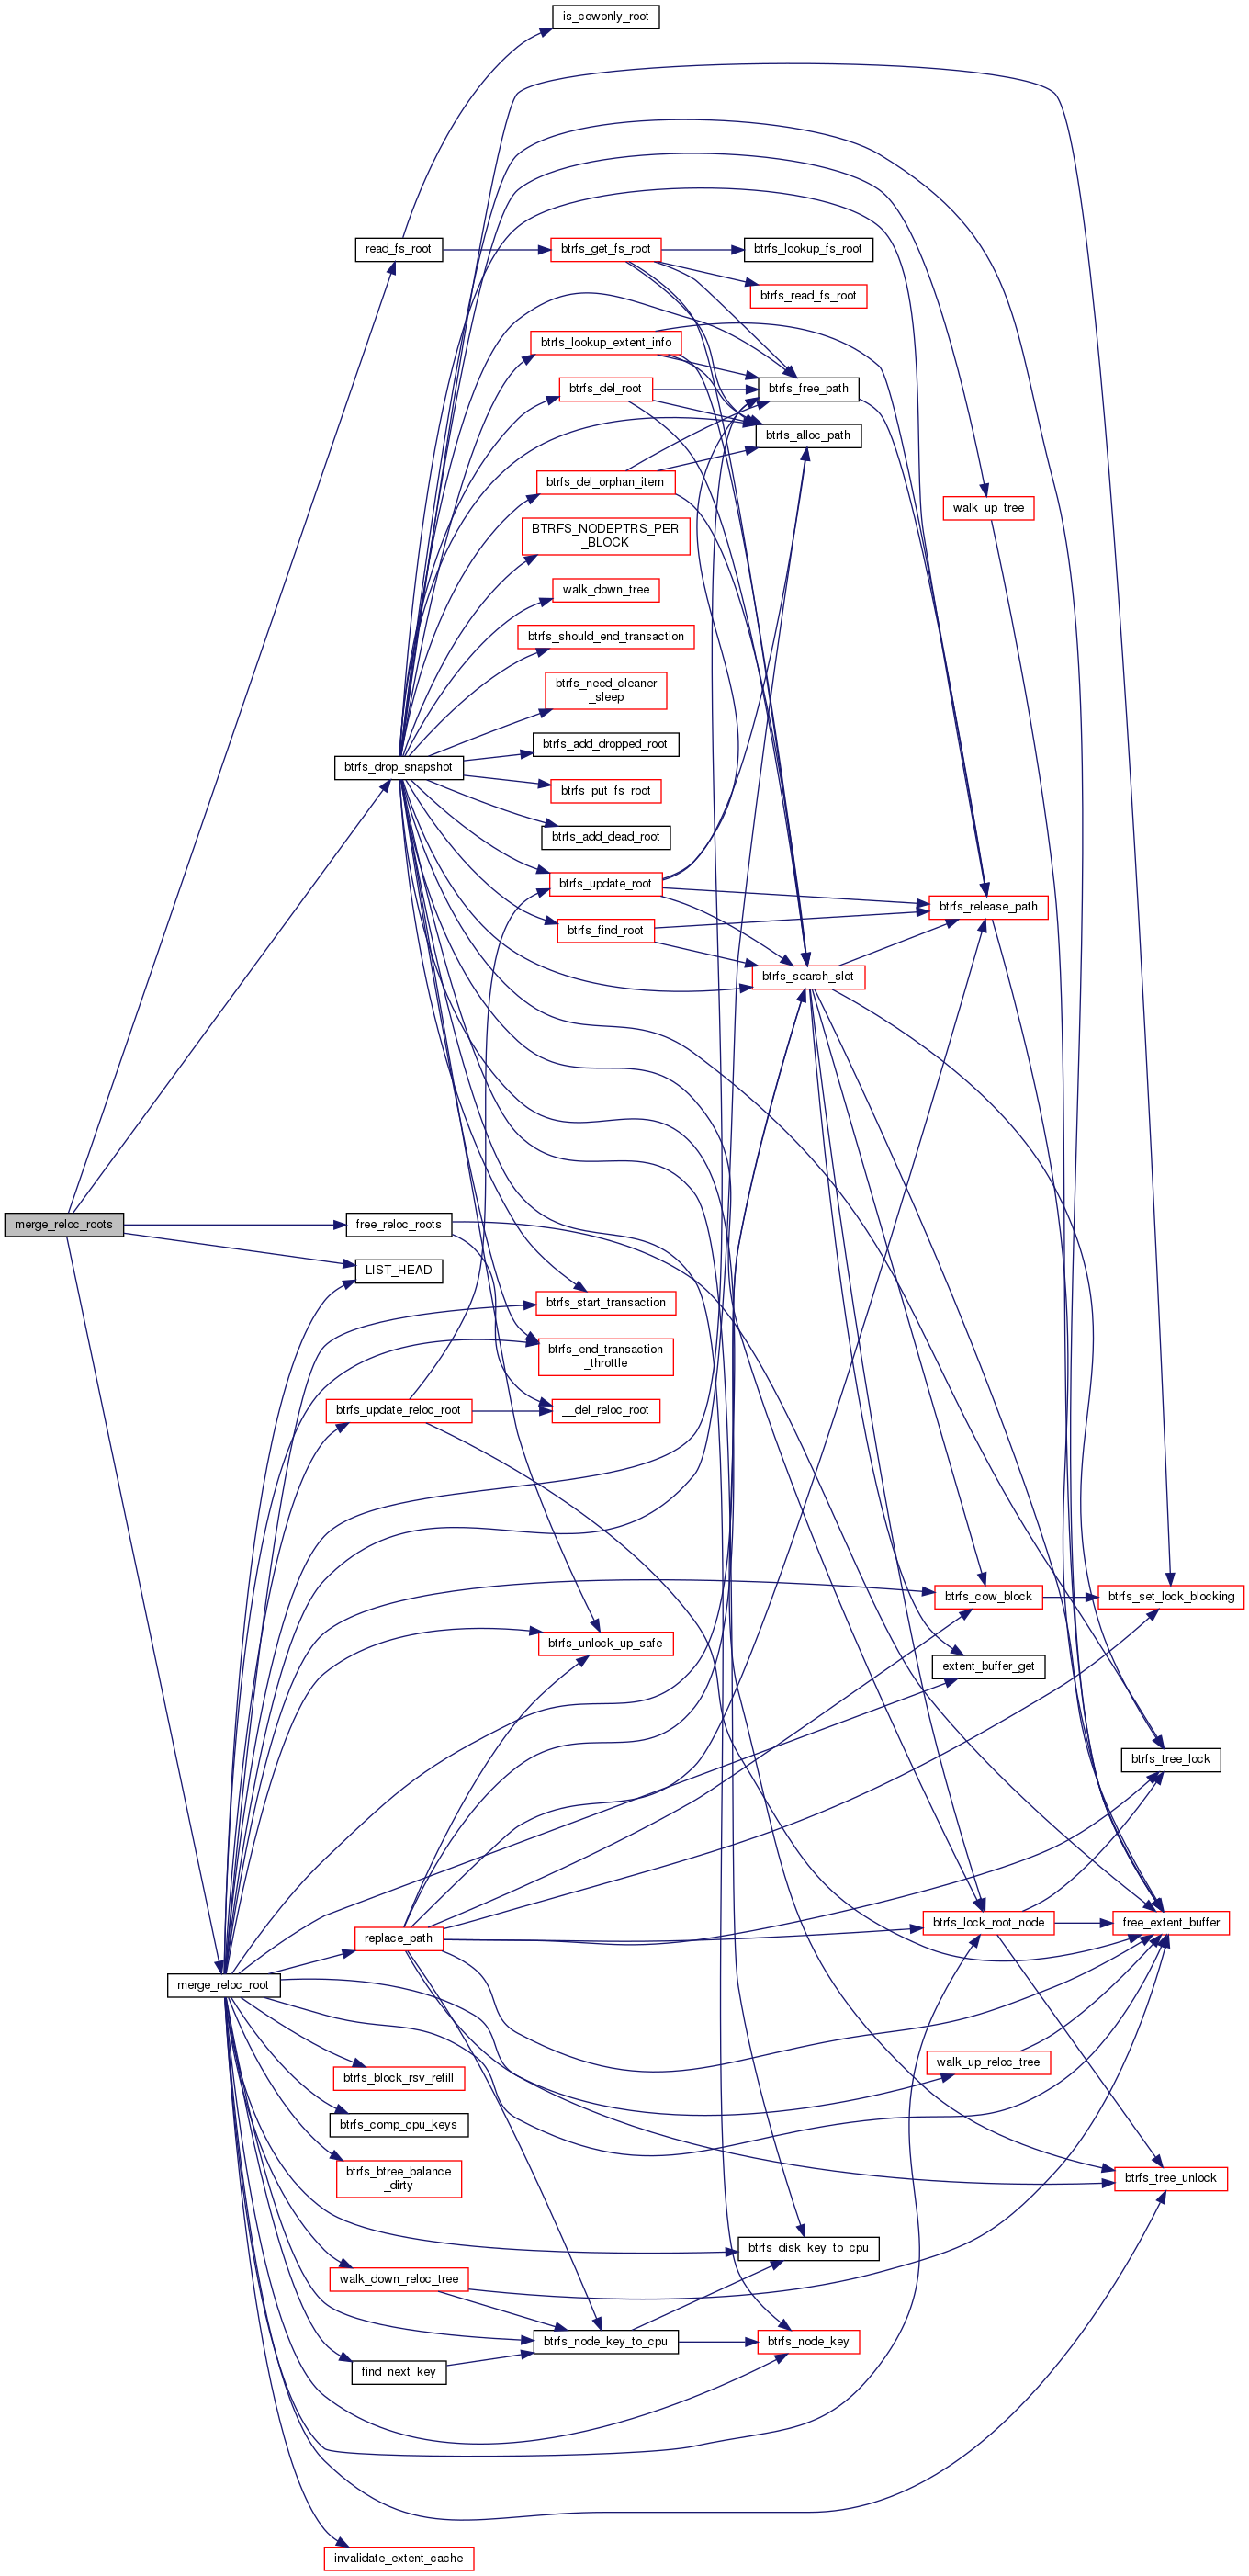 is_cowonly_root
read_fs_root
btrfs_get_fs_root
btrfs_lookup_fs_root
btrfs_read_fs_root
btrfs_lookup_extent_info
btrfs_del_root
btrfs_free_path
btrfs_alloc_path
btrfs_del_orphan_item
walk_up_tree
BTRFS_NODEPTRS_PER
_BLOCK
walk_down_tree
btrfs_should_end_transaction
btrfs_need_cleaner
_sleep
btrfs_add_dropped_root
btrfs_drop_snapshot
btrfs_put_fs_root
btrfs_add_dead_root
btrfs_update_root
btrfs_release_path
btrfs_find_root
btrfs_search_slot
merge_reloc_roots
free_reloc_roots
LIST_HEAD
btrfs_start_transaction
btrfs_end_transaction
_throttle
btrfs_update_reloc_root
__del_reloc_root
btrfs_cow_block
btrfs_set_lock_blocking
btrfs_unlock_up_safe
extent_buffer_get
btrfs_tree_lock
replace_path
btrfs_lock_root_node
free_extent_buffer
merge_reloc_root
walk_up_reloc_tree
btrfs_block_rsv_refill
btrfs_comp_cpu_keys
btrfs_btree_balance
_dirty
btrfs_tree_unlock
btrfs_disk_key_to_cpu
walk_down_reloc_tree
btrfs_node_key_to_cpu
btrfs_node_key
find_next_key
invalidate_extent_cache